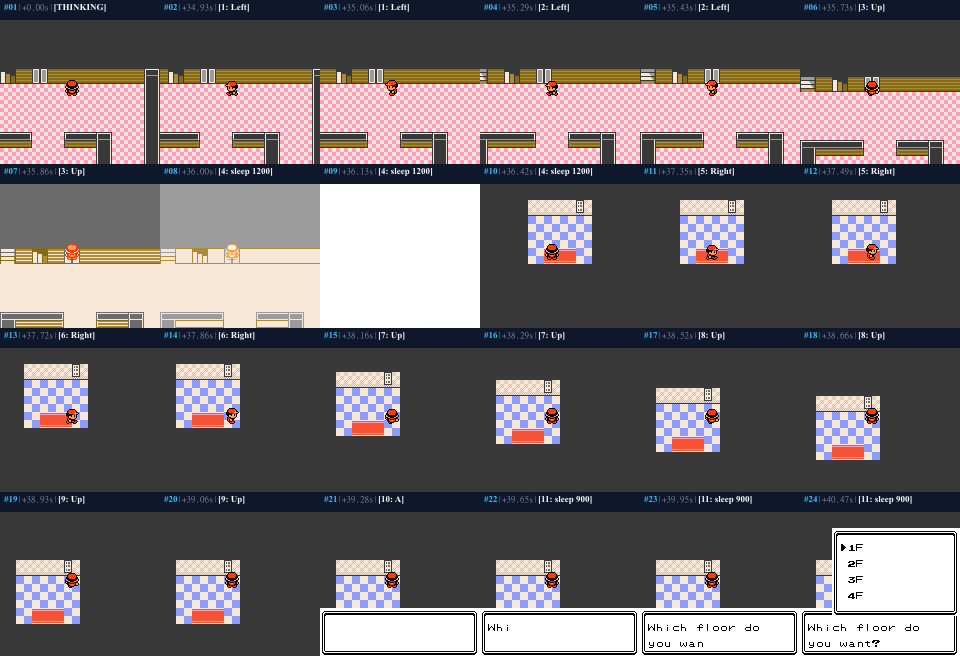 #01|+0.00s|[THINKING]
#02|+34.93s|[1: Left]
#03|+35.06s|[1: Left]
#04|+35.29s|[2: Left]
#05|+35.43s|[2: Left]
#06|+35.73s|[3: Up]
#07|+35.86s|[3: Up]
#08|+36.00s|[4: sleep 1200]
#09|+36.13s|[4: sleep 1200]
#10|+36.42s|[4: sleep 1200]
#11|+37.35s|[5: Right]
#12|+37.49s|[5: Right]
#13|+37.72s|[6: Right]
#14|+37.86s|[6: Right]
#15|+38.16s|[7: Up]
#16|+38.29s|[7: Up]
#17|+38.52s|[8: Up]
#18|+38.66s|[8: Up]
#19|+38.93s|[9: Up]
#20|+39.06s|[9: Up]
#21|+39.28s|[10: A]
#22|+39.65s|[11: sleep 900]
#23|+39.95s|[11: sleep 900]
#24|+40.47s|[11: sleep 900]
Whi
Which floor do
you wan
1F
2F
3F
4F
Which floor do
you want?